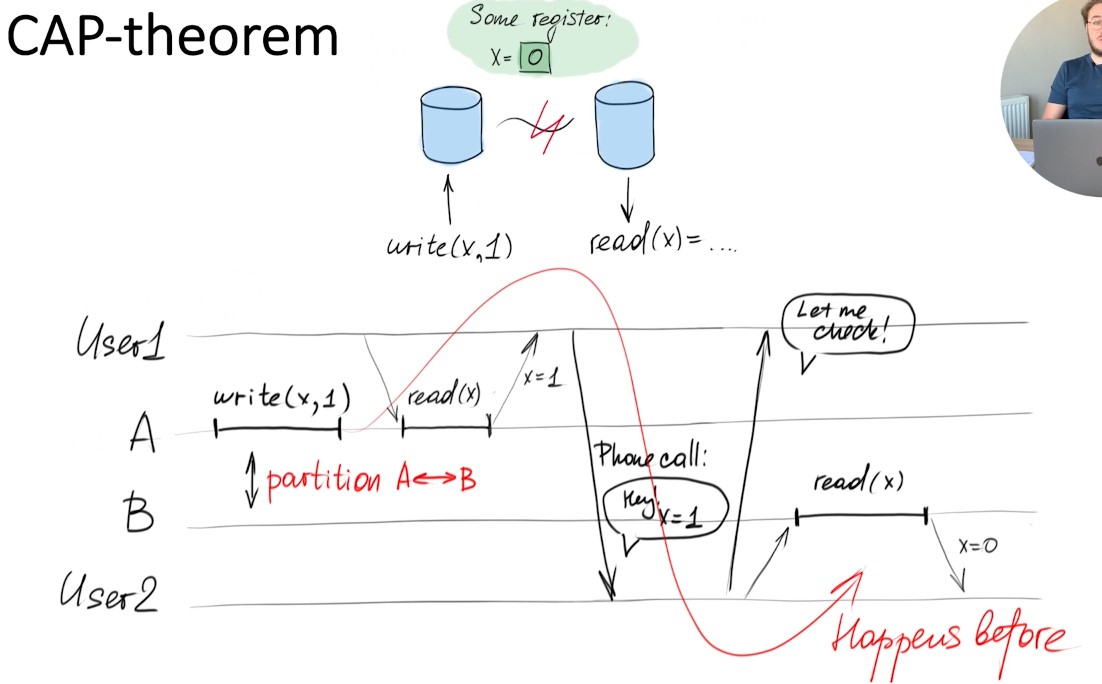 CAP-theorem
Some register:
x= 0
write(x,1)
read(x)=....
User1
Let me
check!
write(x,1)
read(x)
x=1
A
Phone call:
partition A↔B
read(x)
Hey!
x=1
B
x=0
User2
Happens before